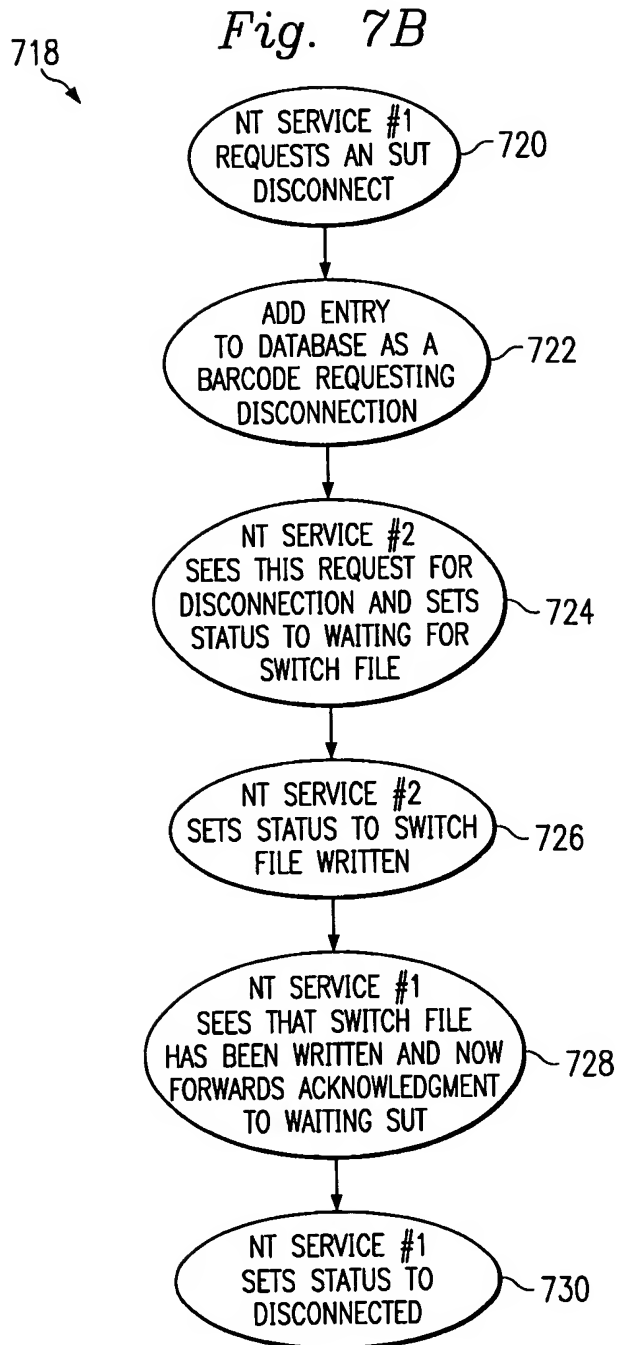 Fig. 7B
718
NT SERVICE #1
REQUESTS AN SUT
DISCONNECT
720
ADD ENTRY
TO DATABASE AS A
BARCODE REQUESTING
DISCONNECTION
722
NT SERVICE #2
SEES THIS REQUEST FOR
DISCONNECTION AND SETS
STATUS TO WAITING FOR
SWITCH FILE
724
NT SERVICE #2
SETS STATUS TO SWITCH
FILE WRITTEN
726
NT SERVICE #1
SEES THAT SWITCH FILE
HAS BEEN WRITTEN AND NOW
FORWARDS ACKNOWLEDGMENT
TO WAITING SUT
728
NT SERVICE #1
SETS STATUS TO
DISCONNECTED
730